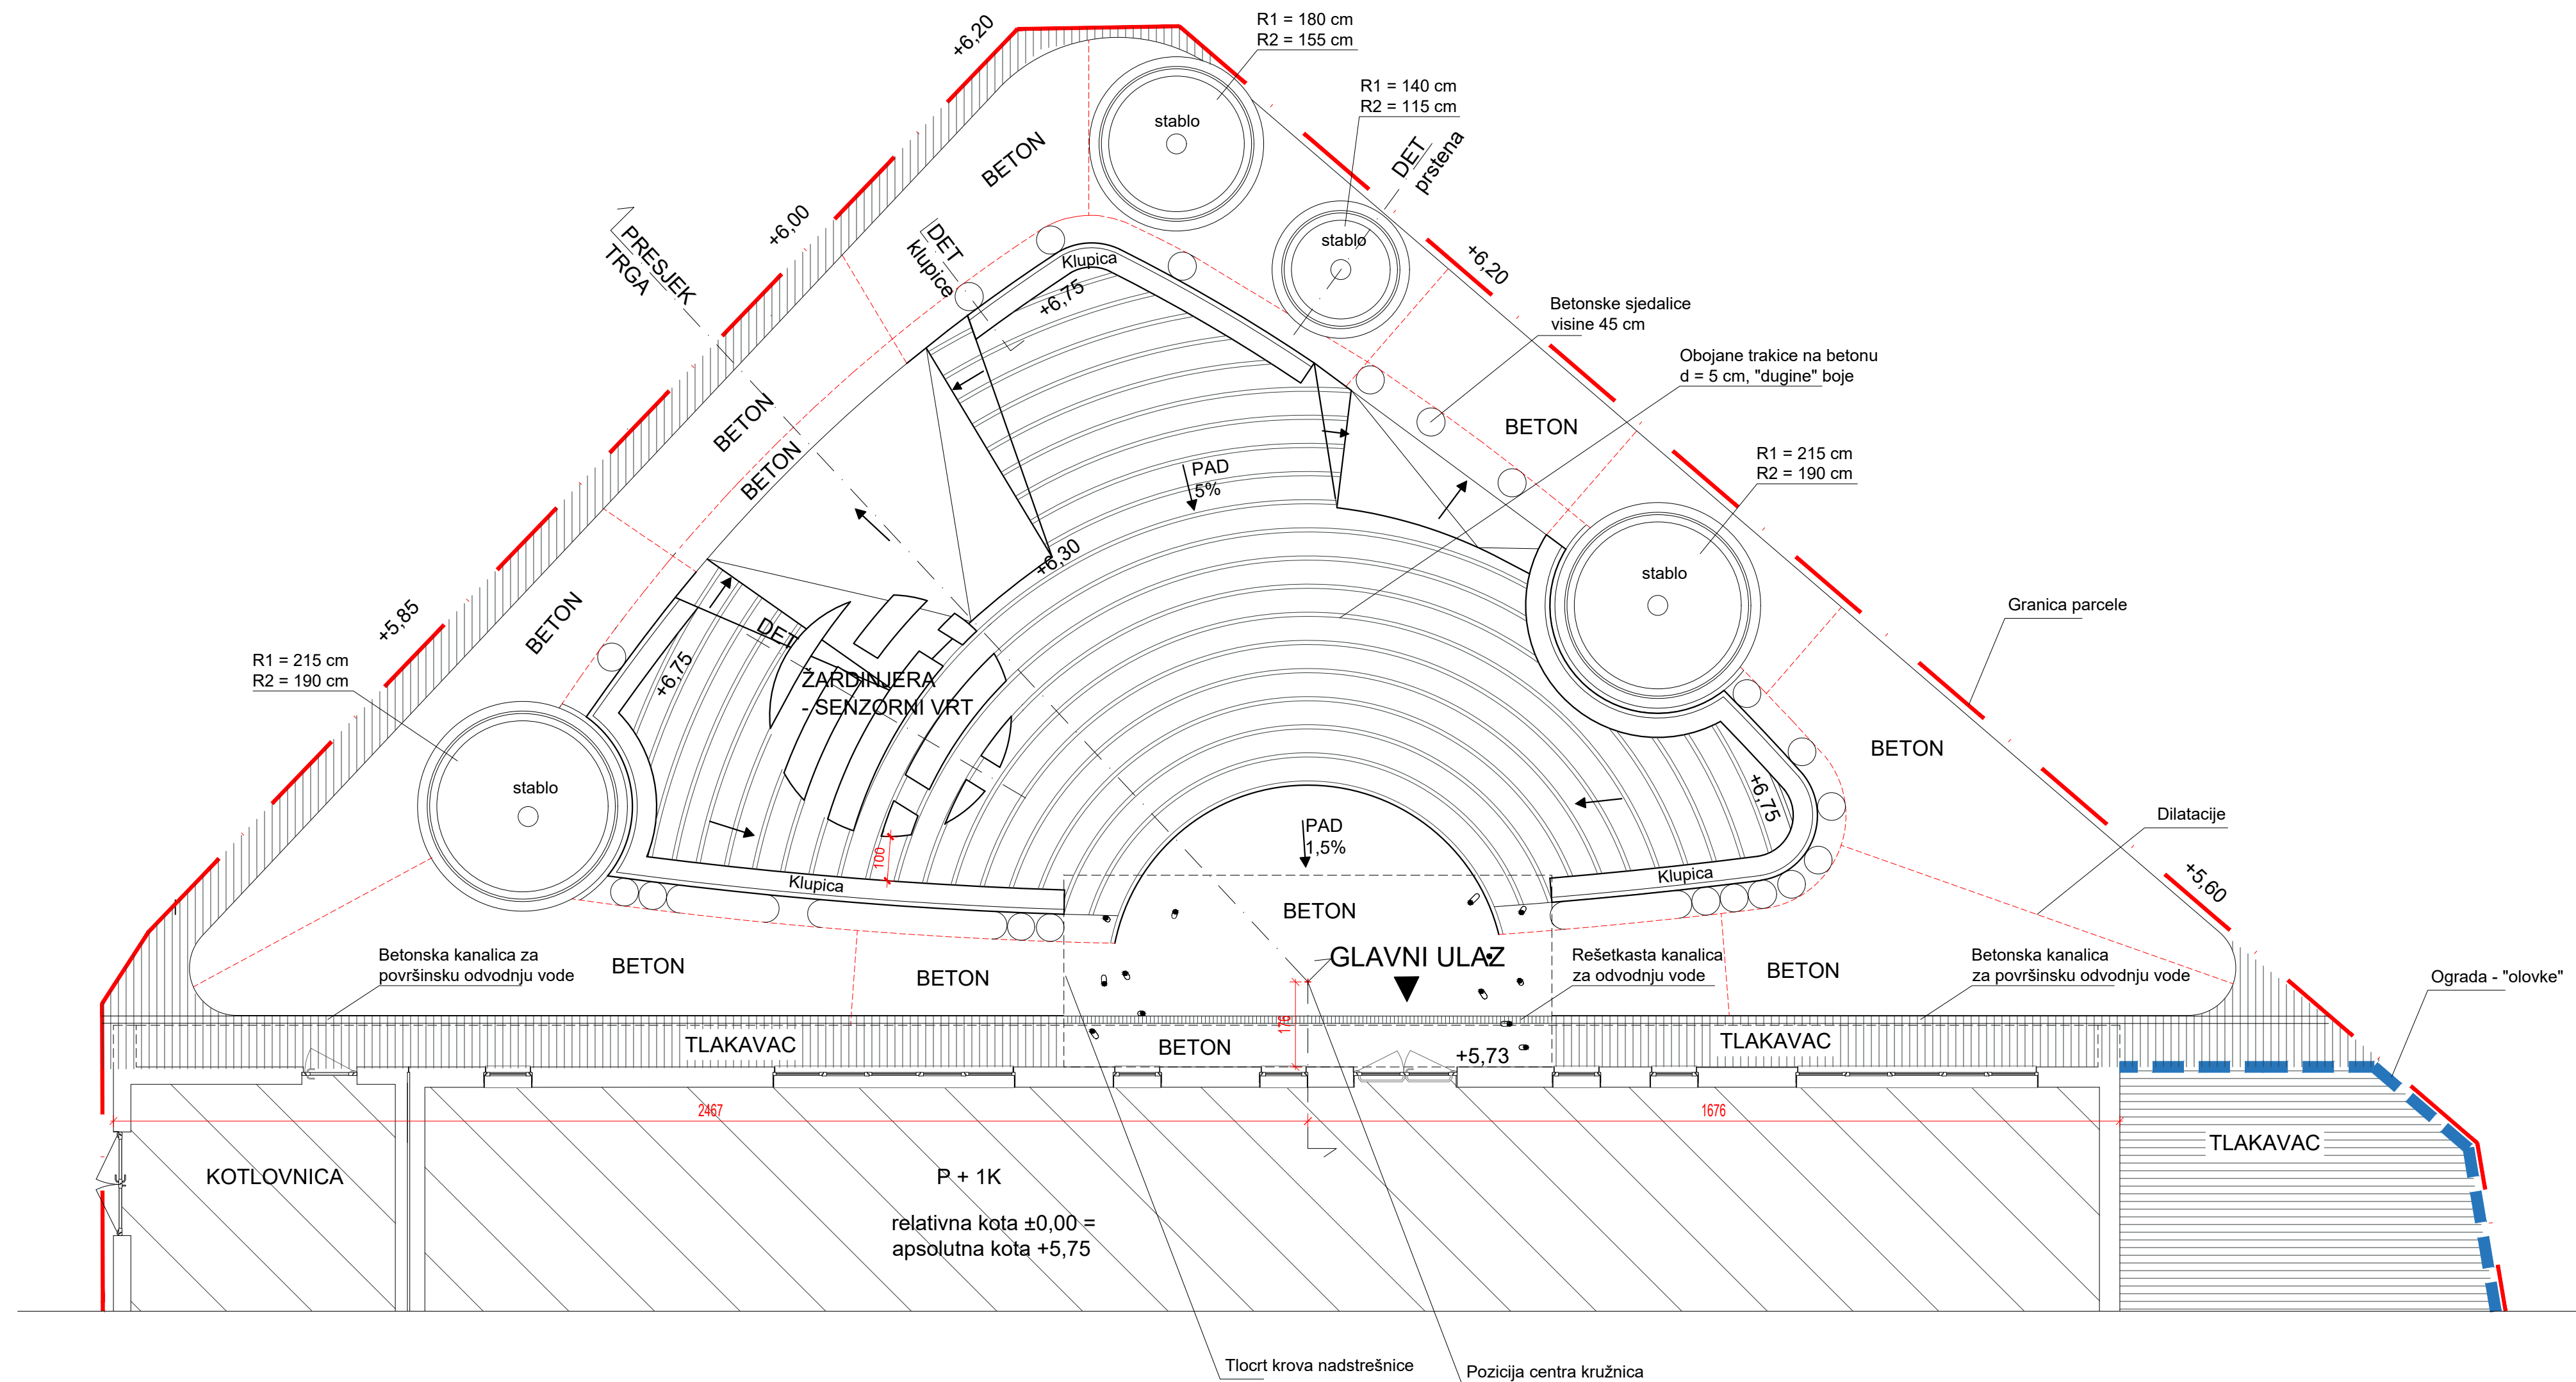 R1 = 180 cm
R2 = 155 cm
+6,20
R1 = 140 cm
R2 = 115 cm
stablo
DET
prstena
BETON
+6,00
PRESJEK
TRGA
DET
klupice
stablo
+6,20
Klupica
+6,75
Betonske sjedalice
visine 45 cm
Obojane trakice na betonu
d = 5 cm, "dugine" boje
BETON
BETON
BETON
R1 = 215 cm
R2 = 190 cm
PAD
5%
+6,30
stablo
+5,85
BETON
DET
Granica parcele
R1 = 215 cm
R2 = 190 cm
+6,75
ŽARDINJERA
- SENZORNI VRT
BETON
stablo
+6,75
Dilatacije
PAD
1,5%
100
Klupica
Klupica
+5,60
BETON
GLAVNI ULAZ
Betonska kanalica za
površinsku odvodnju vode
BETON
BETON
Rešetkasta kanalica
za odvodnju vode
BETON
Betonska kanalica
za površinsku odvodnju vode
Ograda - "olovke"
176
TLAKAVAC
BETON
+5,73
TLAKAVAC
2467
1676
TLAKAVAC
KOTLOVNICA
P + 1K
relativna kota ±0,00 =
apsolutna kota +5,75
Tlocrt krova nadstrešnice
Pozicija centra kružnica